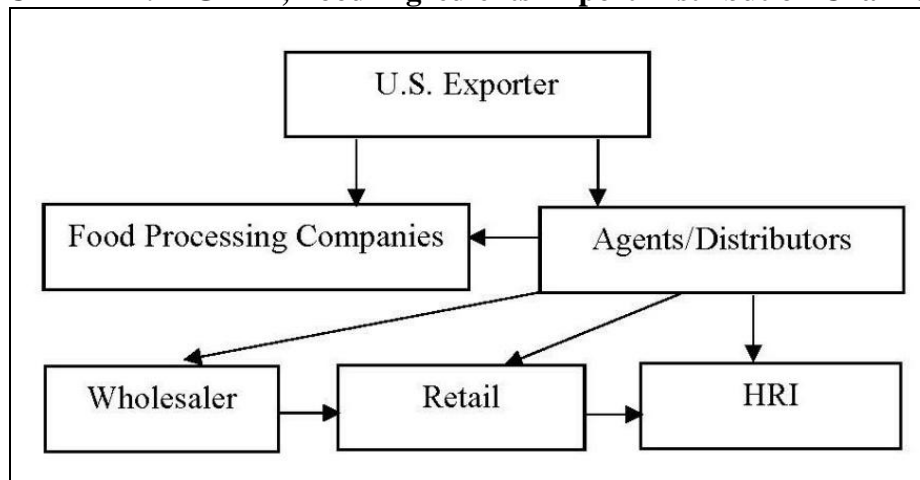 U.S. Exporter
Food Processing Companies
Agents/Distributors
Wholesaler
Retail
HRI